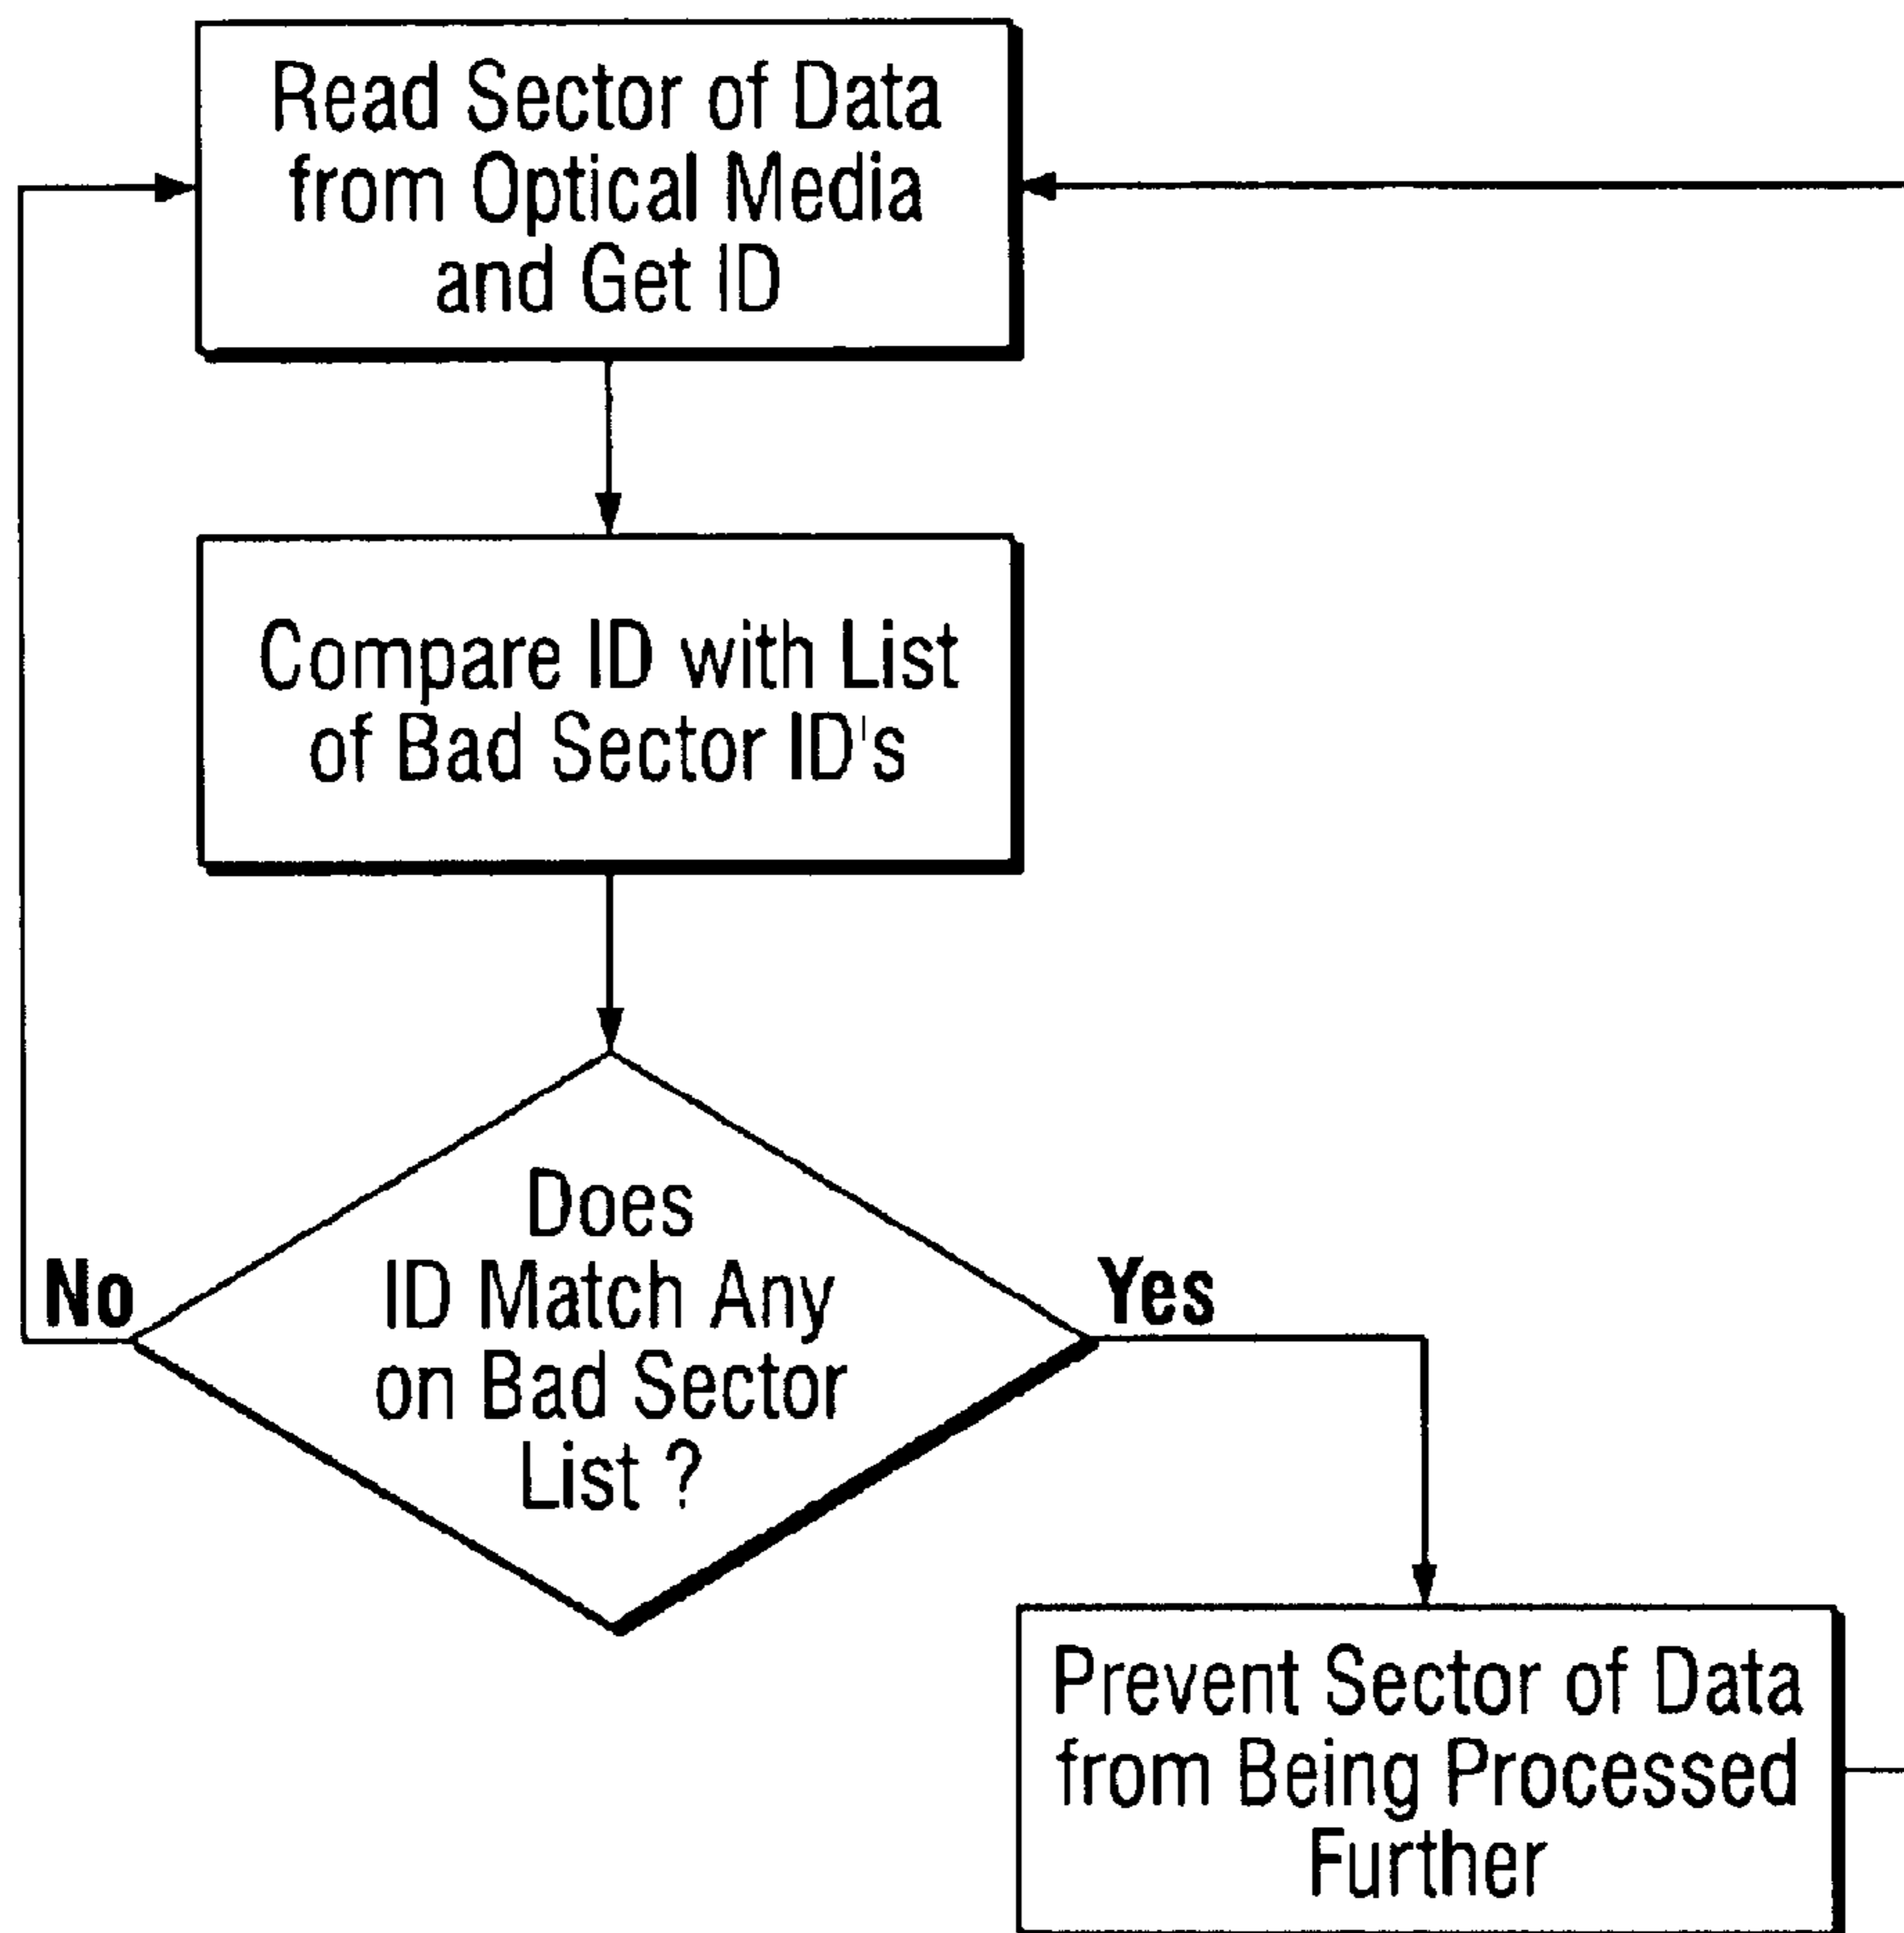 Read Sector of Data
from Optical Media
and Get ID
Compare ID with List
of Bad Sector ID's
Does
ID Match Any
on Bad Sector
List ?
No
Yes
Prevent Sector of Data
from Being Processed
Further